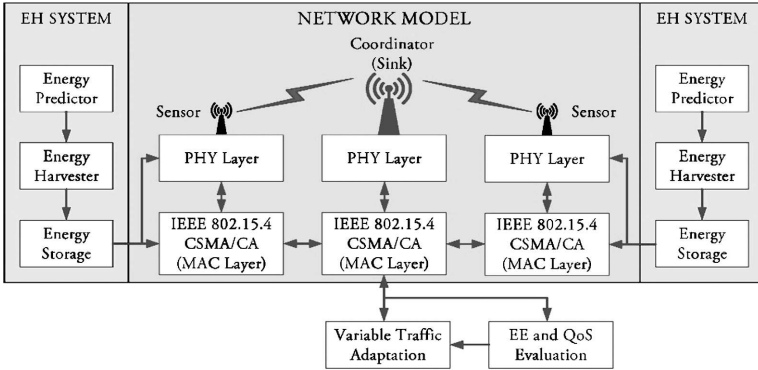 EH SYSTEM
NETWORK MODEL
EH SYSTEM
Coordinator
(Sink)
Energy
Predictor
Sensor
Sensor
Energy
Predictor
Energy
Harvester
PHY Layer
PHY Layer
PHY Layer
Energy
Harvester
Energy
Storage
IEEE 802.15.4
CSMA/CA
(MAC Layer)
IEEE 802.15.4
CSMA/CA
(MAC Layer)
IEEE 802.15.4
CSMA/CA
(MAC Layer)
Energy
Storage
Variable Traffic
Adaptation
EE and QoS
Evaluation